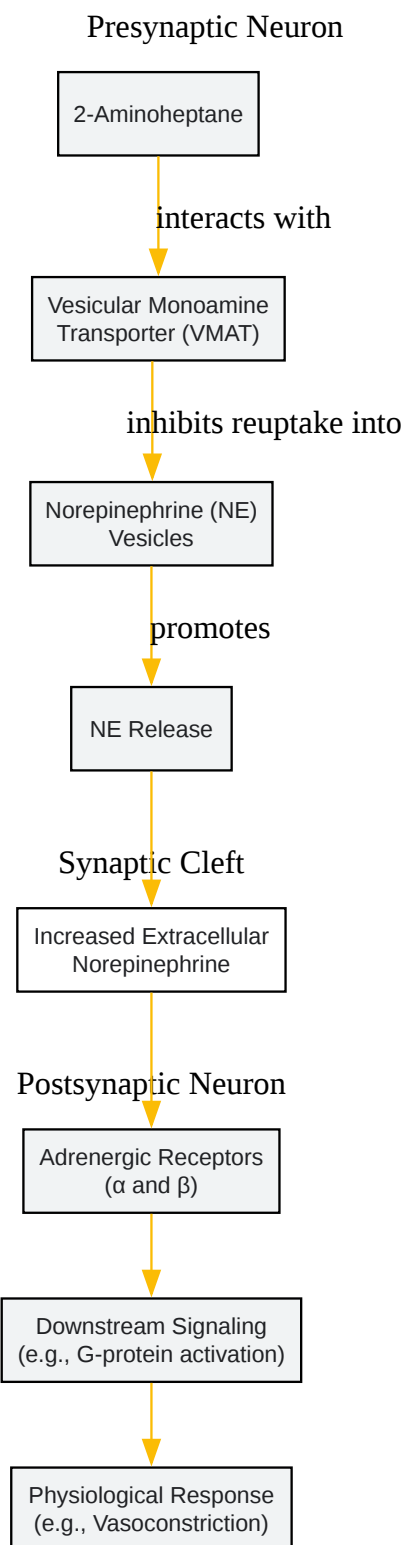 Presynaptic Neuron
2-Aminoheptane
interacts with
Vesicular Monoamine
Transporter (VMAT)
inhibits reuptake into
Norepinephrine (NE)
Vesicles
promotes
NE Release
Synaptic Cleft
Increased Extracellular
Norepinephrine
Postsynaptic Neuron
Adrenergic Receptors
(α and β)
Downstream Signaling
(e.g., G-protein activation)
Physiological Response
(e.g., Vasoconstriction)